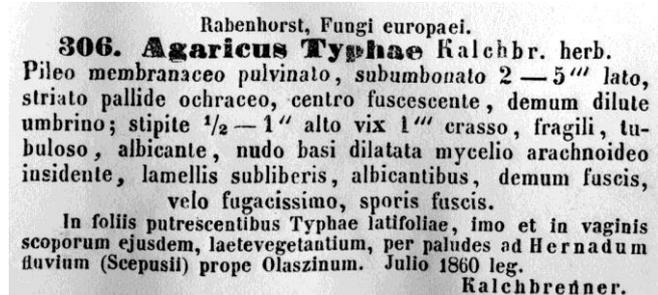 Rabenhorst, Fungi europaei.
306. Agaricus Typhae Kalchbr. herb.
Pileo membranaceo pulvinato, subumbonato 2 — 5‴ lato,
striato pallide ochraceo, centro fuscescente, demum dilute
umbrino; stipite ½ — 1″ alto vix 1‴ crasso, fragili, tu-
buloso, albicante, nudo basi dilatata mycelio arachnoideo
insidente, lamellis subliberis, albicantibus, demum fuscis,
velo fugacissimo, sporis fuscis.
In foliis putrescentibus Typhae latifoliae, imo et in vaginis
scoporum ejusdem, laetevegetantium, per paludes ad Hernadum
fluvium (Scepusii) prope Olaszinum. Julio 1860 leg.
Kalchbrenner.